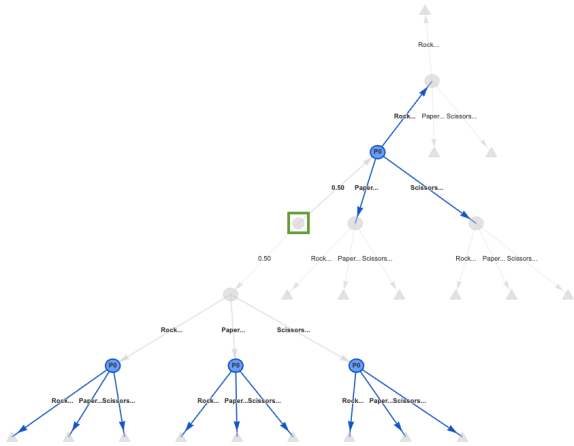 Rock...
Rock... Paper... Scissors...
P0
0.50 Paper... Scissors...
0.50 Rock... Paper... Scissors... Rock... Paper... Scissors...
Rock... Paper... Scissors...
P0 P0 P0
Rock... Paper... Scissors... Rock... Paper... Scissors... Rock... Paper... Scissors...